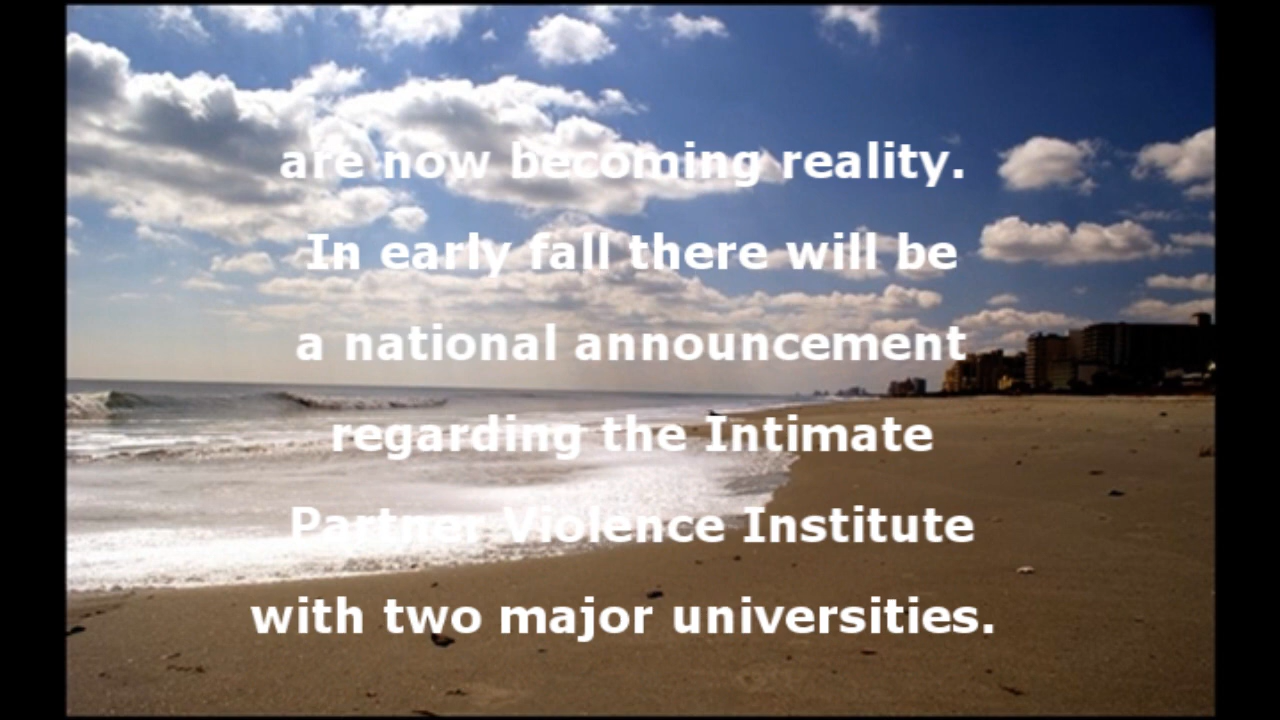 are now becoming reality.
In early fall there will be
a national announcement
regarding the Intimate
Partner Violence Institute
with two major universities.